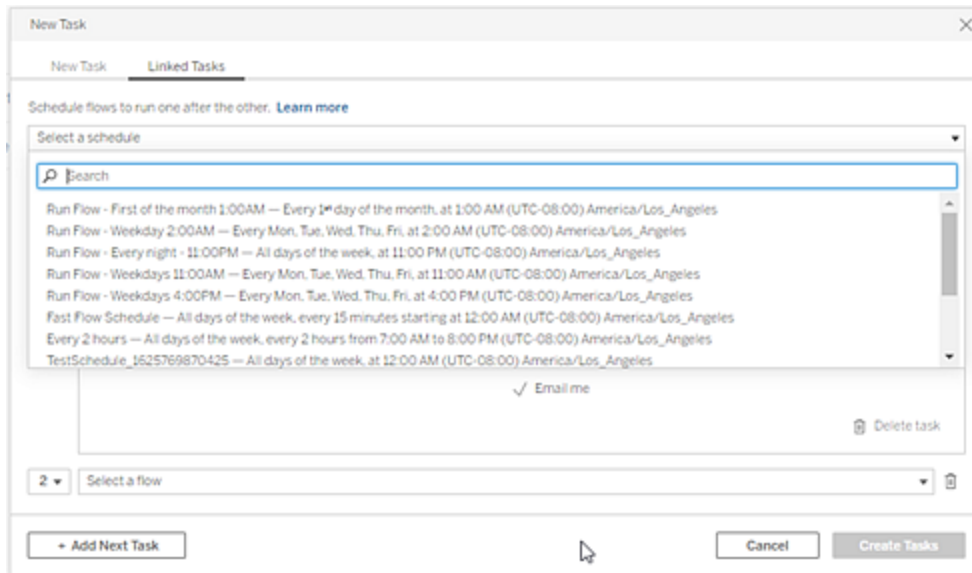 New Task
New Task Linked Tasks
Schedule flows to run one after the other. Learn more
Select a schedule
Search
Run Flow - First of the month 1:00AM — Every 1st day of the month, at 1:00 AM (UTC-08:00) America/Los_Angeles
Run Flow - Weekday 2:00AM — Every Mon, Tue, Wed, Thu, Fri, at 2:00 AM (UTC-08:00) America/Los_Angeles
Run Flow - Every night - 11:00PM — All days of the week, at 11:00 PM (UTC-08:00) America/Los_Angeles
Run Flow - Weekdays 11:00AM — Every Mon, Tue, Wed, Thu, Fri, at 11:00 AM (UTC-08:00) America/Los_Angeles
Run Flow - Weekdays 4:00PM — Every Mon, Tue, Wed, Thu, Fri, at 4:00 PM (UTC-08:00) America/Los_Angeles
Fast Flow Schedule — All days of the week, every 15 minutes starting at 12:00 AM (UTC-08:00) America/Los_Angeles
Every 2 hours — All days of the week, every 2 hours from 7:00 AM to 8:00 PM (UTC-08:00) America/Los_Angeles
TestSchedule_1625769870425 — All days of the week, at 12:00 AM (UTC-08:00) America/Los_Angeles
Email me
Delete task
2 Select a flow
+ Add Next Task Cancel Create Tasks